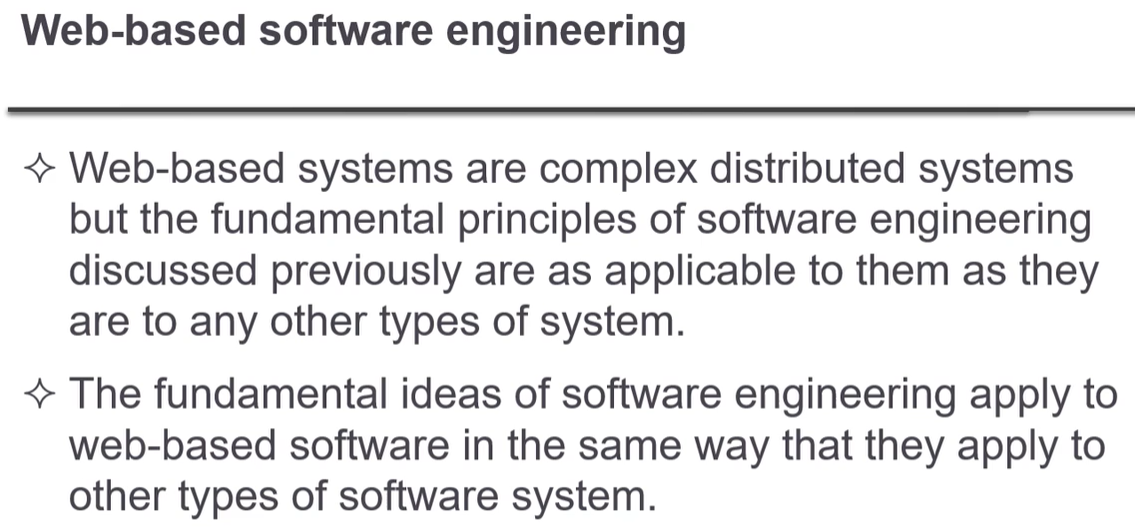 Web-based software engineering
✧ Web-based systems are complex distributed systems
but the fundamental principles of software engineering
discussed previously are as applicable to them as they
are to any other types of system.
✧ The fundamental ideas of software engineering apply to
web-based software in the same way that they apply to
other types of software system.